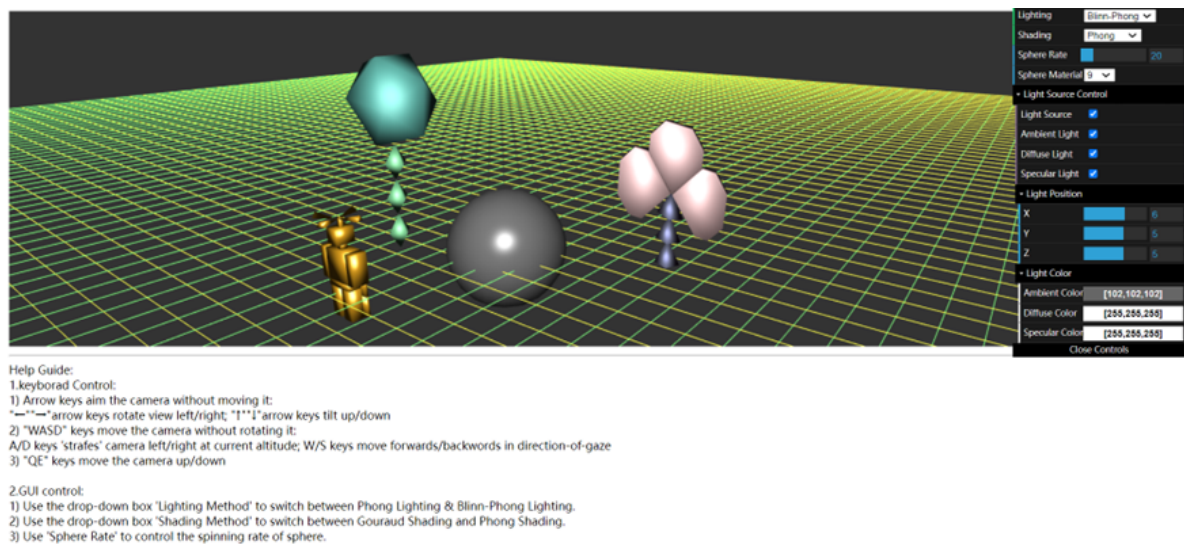 Lighting Blinn-Phong
Shading Phong
Sphere Rate 20
Sphere Material 9
Light Source Control
Light Source
Ambient Light
Diffuse Light
Specular Light
Light Position
X 6
Y 5
Z 5
Light Color
Ambient Color [102,102,102]
Diffuse Color [255,255,255]
Specular Color [255,255,255]
Close Controls
Help Guide:
1.keyborad Control:
1) Arrow keys aim the camera without moving it:
"←""→"arrow keys rotate view left/right; "↑""↓"arrow keys tilt up/down
2) "WASD" keys move the camera without rotating it:
A/D keys 'strafes' camera left/right at current altitude; W/S keys move forwards/backwords in direction-of-gaze
3) "QE" keys move the camera up/down
2.GUI control:
1) Use the drop-down box 'Lighting Method' to switch between Phong Lighting & Blinn-Phong Lighting.
2) Use the drop-down box 'Shading Method' to switch between Gouraud Shading and Phong Shading.
3) Use 'Sphere Rate' to control the spinning rate of sphere.